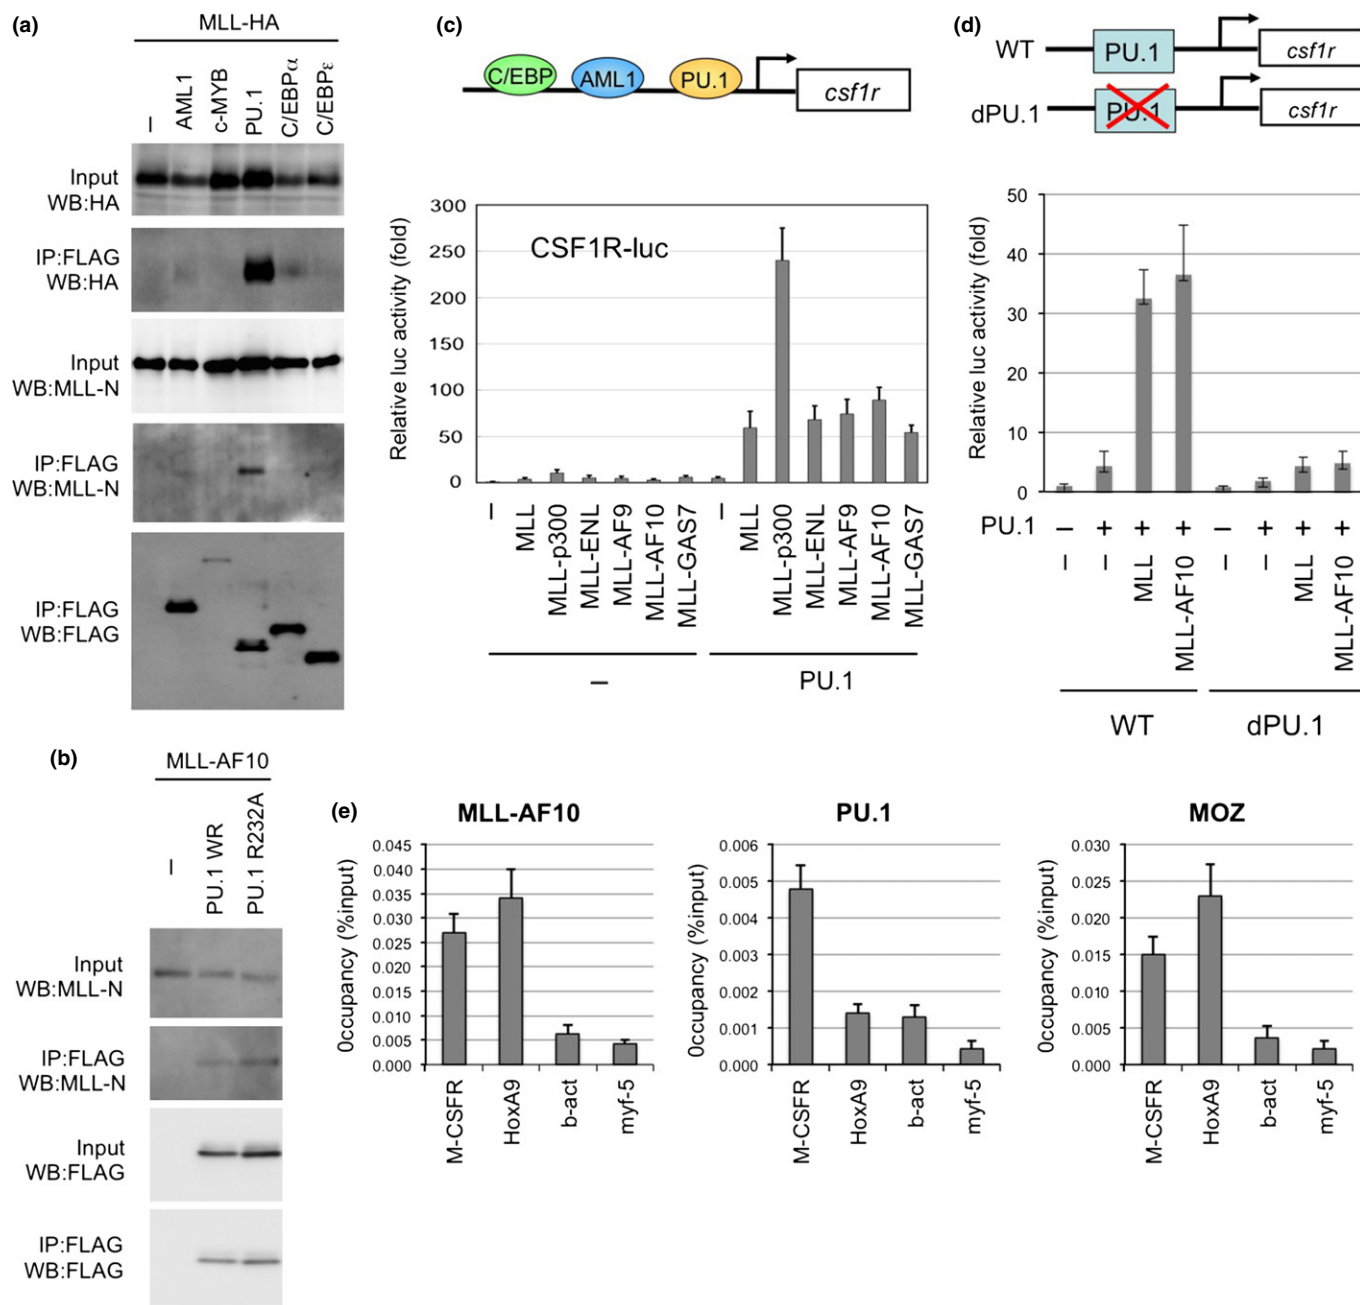 (a)
MLL-HA
–
AML1
c-MYB
PU.1
C/EBPα
C/EBPε
Input
WB:HA
IP:FLAG
WB:HA
Input
WB:MLL-N
IP:FLAG
WB:MLL-N
IP:FLAG
WB:FLAG
(b)
MLL-AF10
–
PU.1 WR
PU.1 R232A
Input
WB:MLL-N
IP:FLAG
WB:MLL-N
Input
WB:FLAG
IP:FLAG
WB:FLAG
(c)
C/EBP
AML1
PU.1
csf1r
CSF1R-luc
Relative luc activity (fold)
300
250
200
150
100
50
0
–
MLL
MLL-p300
MLL-ENL
MLL-AF9
MLL-AF10
MLL-GAS7
–
MLL
MLL-p300
MLL-ENL
MLL-AF9
MLL-AF10
MLL-GAS7
–
PU.1
(d)
WT
PU.1
csf1r
dPU.1
PU.1
csf1r
Relative luc activity (fold)
50
40
30
20
10
0
PU.1 – + + + – + + +
–
–
MLL
MLL-AF10
–
–
MLL
MLL-AF10
WT
dPU.1
(e)
MLL-AF10
0ccupancy (%input)
0.045
0.040
0.035
0.030
0.025
0.020
0.015
0.010
0.005
0.000
M-CSFR
HoxA9
b-act
myf-5
PU.1
0ccupancy (%input)
0.006
0.005
0.004
0.003
0.002
0.001
0.000
M-CSFR
HoxA9
b-act
myf-5
MOZ
0ccupancy (%input)
0.030
0.025
0.020
0.015
0.010
0.005
0.000
M-CSFR
HoxA9
b-act
myf-5